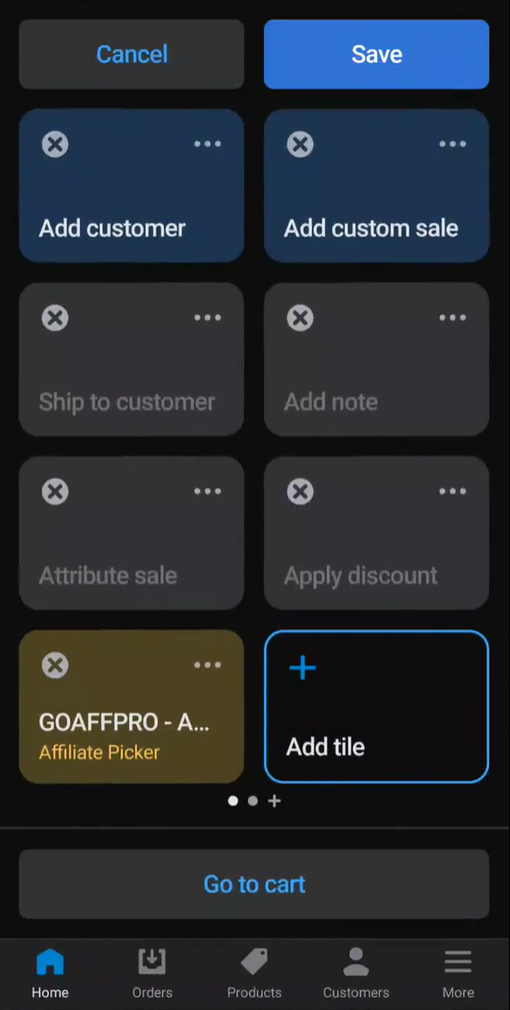 Cancel
Save
Add customer
Add custom sale
Ship to customer
Add note
Attribute sale
Apply discount
GOAFFPRO - A...
Affiliate Picker
Add tile
Go to cart
Home
Orders
Products
Customers
More